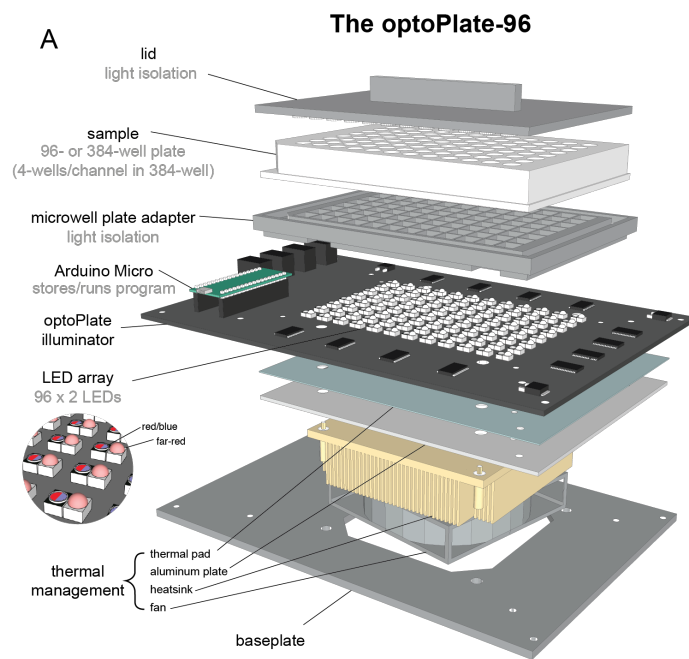 The optoPlate-96
A
lid
light isolation
sample
96- or 384-well plate
(4-wells/channel in 384-well)
microwell plate adapter
light isolation
Arduino Micro
stores/runs program
optoPlate
illuminator
LED array
96 x 2 LEDs
red/blue
far-red
thermal
management
thermal pad
aluminum plate
heatsink
fan
baseplate